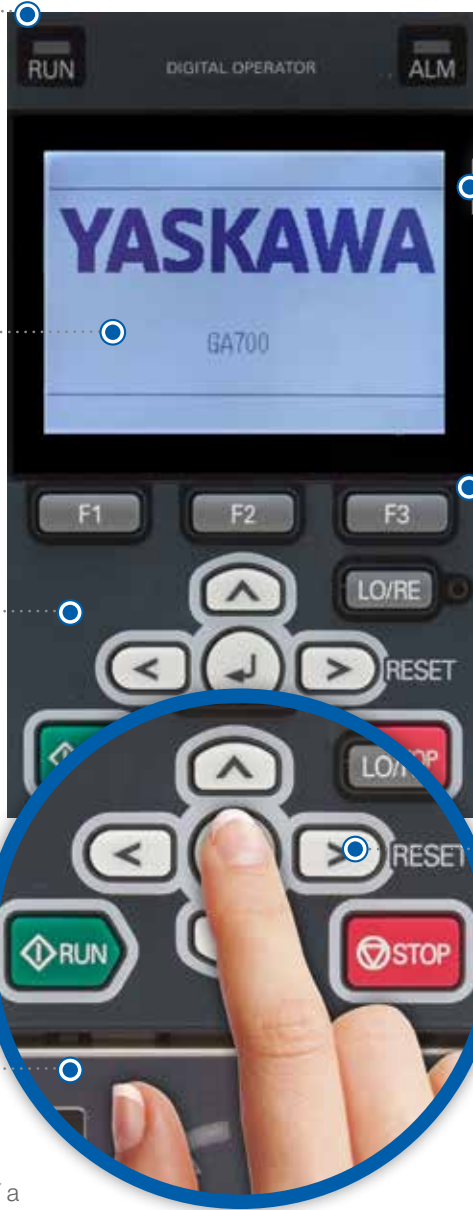 RUN DIGITAL OPERATOR ALM
YASKAWA
GA700
F1 F2 F3
LO/RE
RESET
RESET
RUN STOP
a